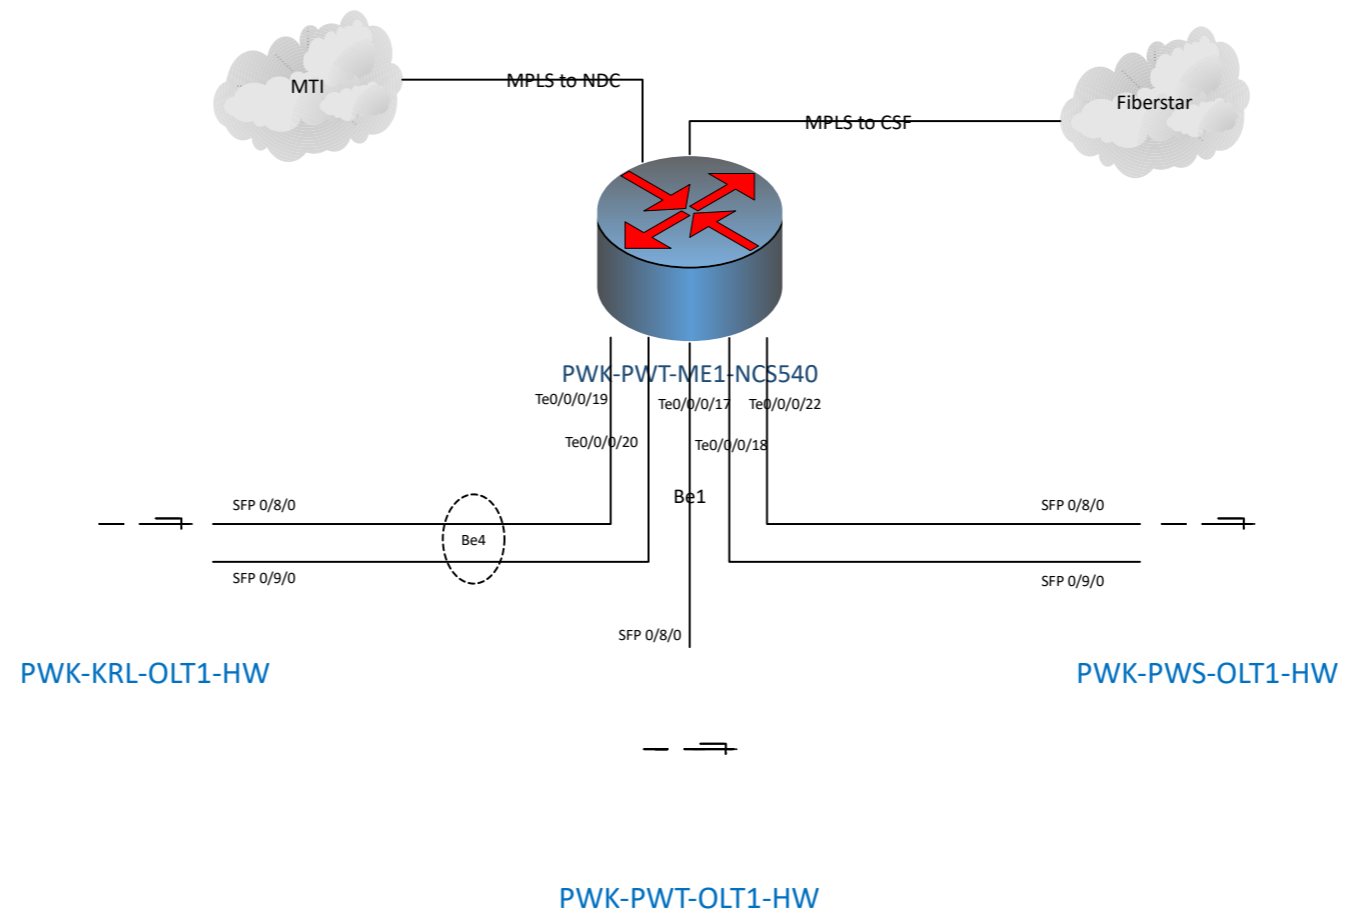 MTI
MPLS to NDC
Fiberstar
MPLS to CSF
PWK-PWT-ME1-NCS540
Te0/0/0/19
Te0/0/0/17
Te0/0/0/22
Te0/0/0/20
Te0/0/0/18
Be1
SFP 0/8/0
SFP 0/8/0
Be4
SFP 0/9/0
SFP 0/9/0
SFP 0/8/0
PWK-KRL-OLT1-HW
PWK-PWS-OLT1-HW
PWK-PWT-OLT1-HW